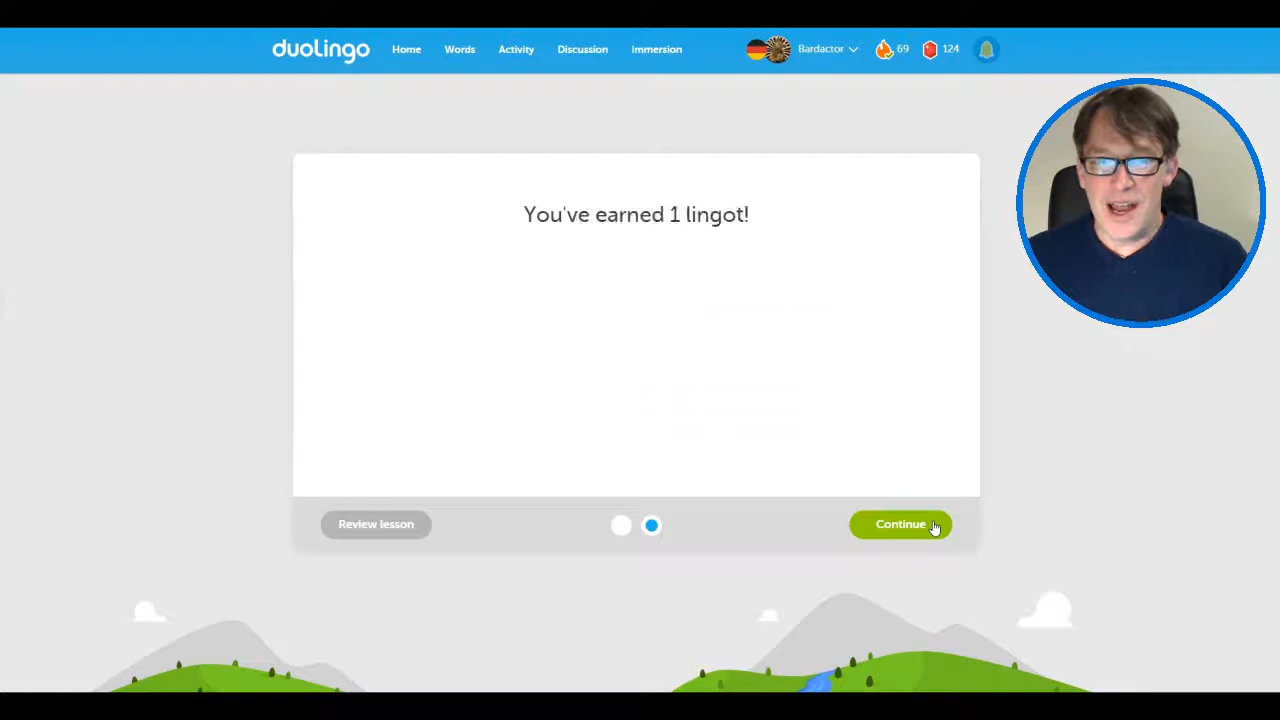 duolingo Home Words Activity Discussion Immersion Bardactor 69 124
You've earned 1 lingot!
Review lesson Continue